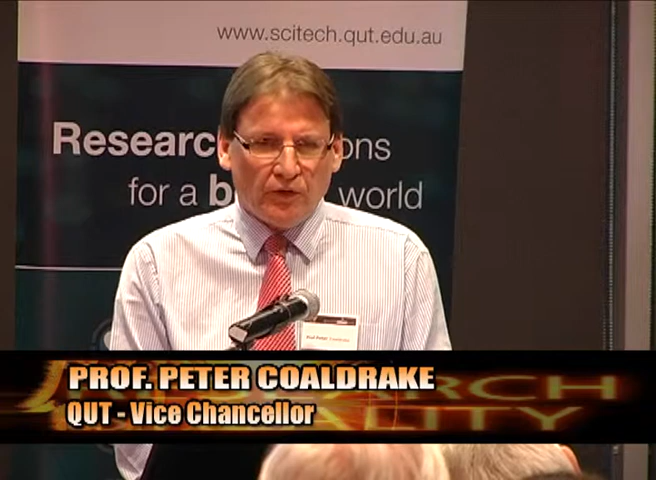 www.scitech.qut.edu.au
Researc ons
for a b world
PROF. PETER COALDRAKE
QUT - Vice Chancellor